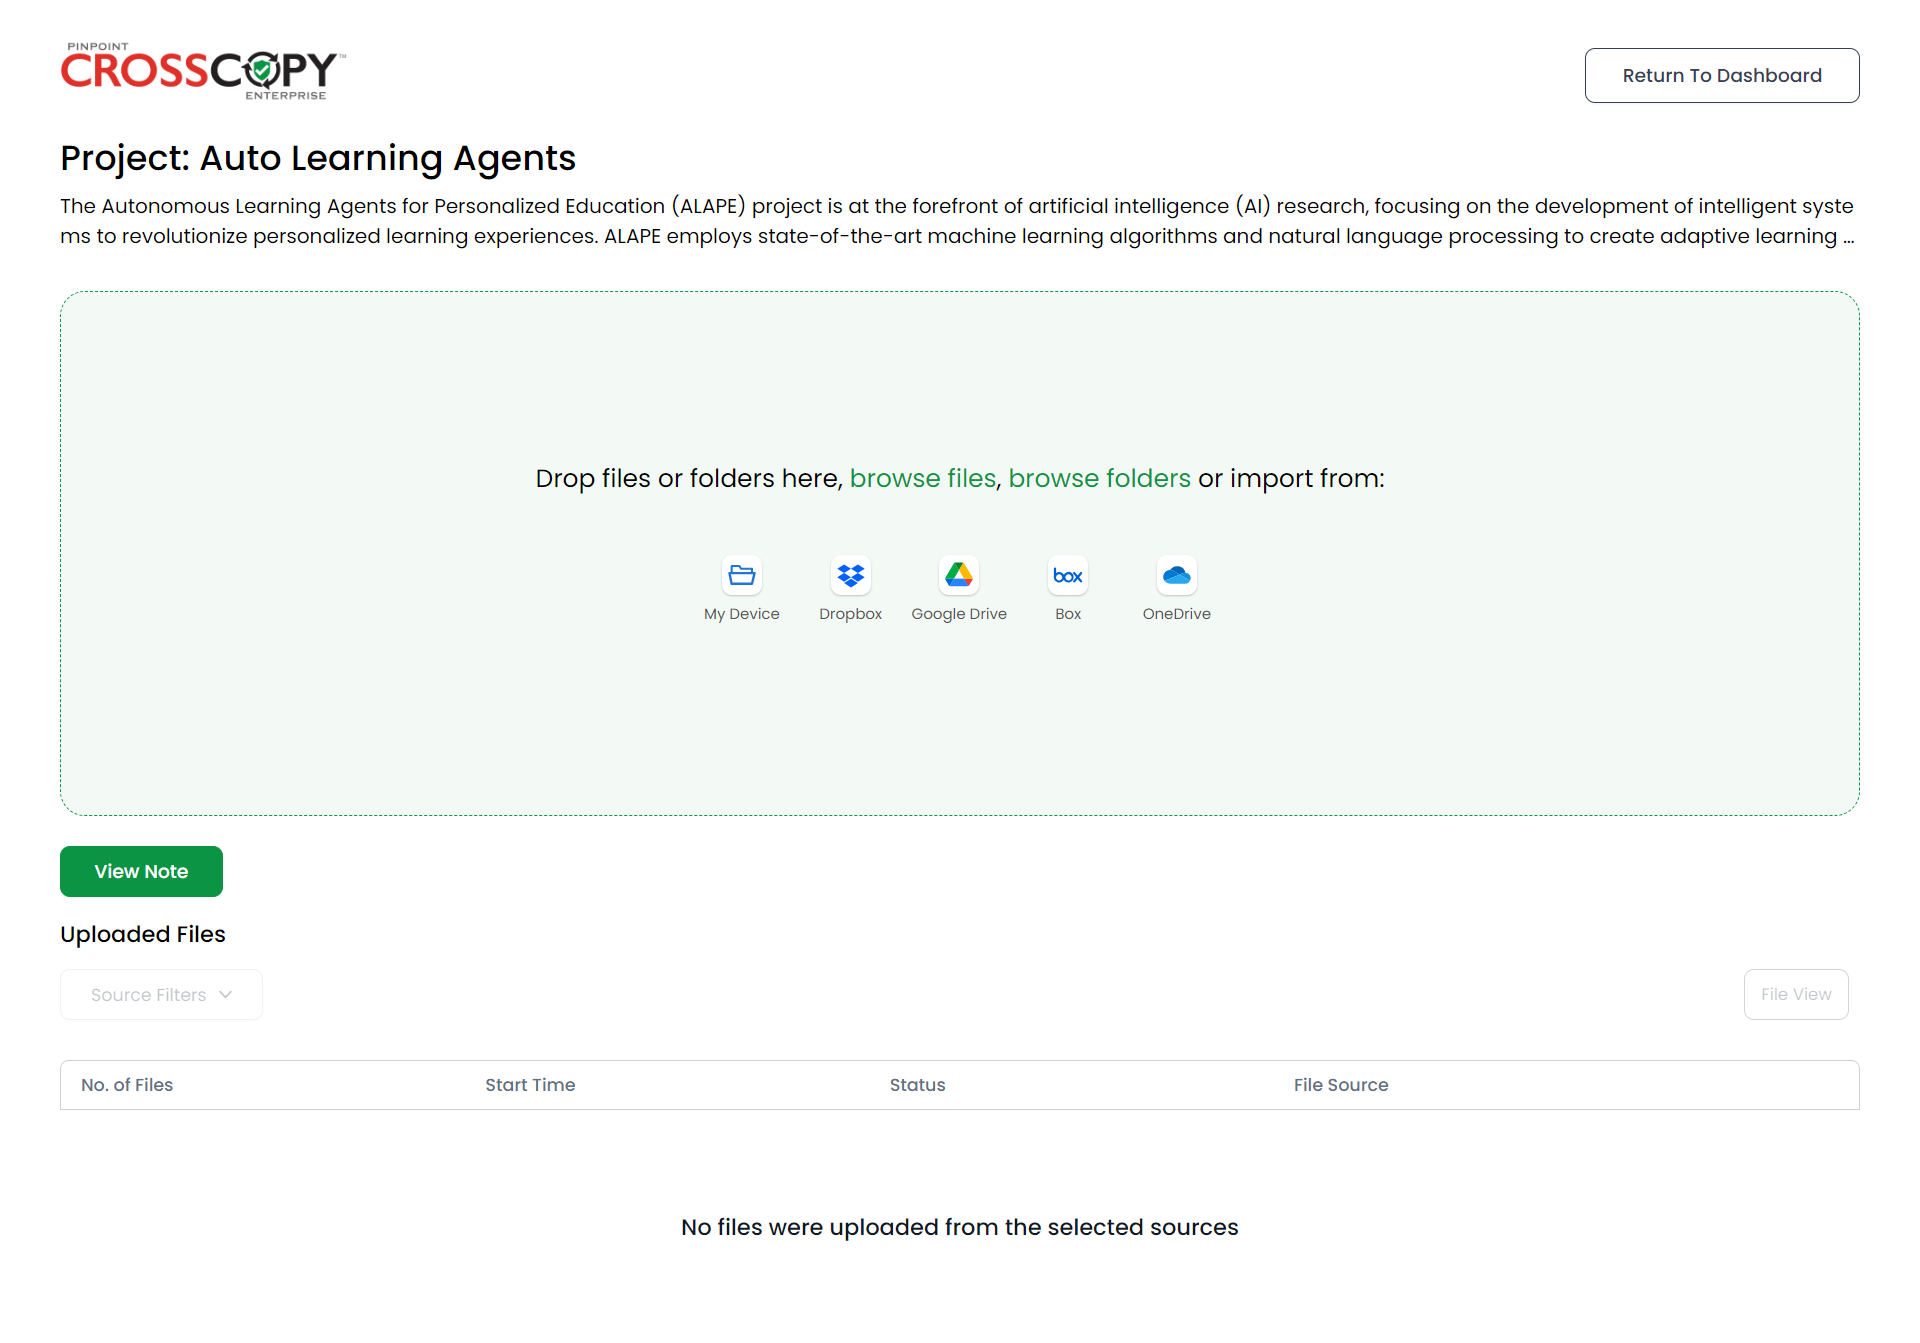 PINPOINT
CROSSCOPY™
ENTERPRISE
Return To Dashboard
Project: Auto Learning Agents
The Autonomous Learning Agents for Personalized Education (ALAPE) project is at the forefront of artificial intelligence (AI) research, focusing on the development of intelligent syste
ms to revolutionize personalized learning experiences. ALAPE employs state-of-the-art machine learning algorithms and natural language processing to create adaptive learning ...
Drop files or folders here, browse files, browse folders or import from:
box
My Device Dropbox Google Drive Box OneDrive
View Note
Uploaded Files
Source Filters File View
No. of Files Start Time Status File Source
No files were uploaded from the selected sources